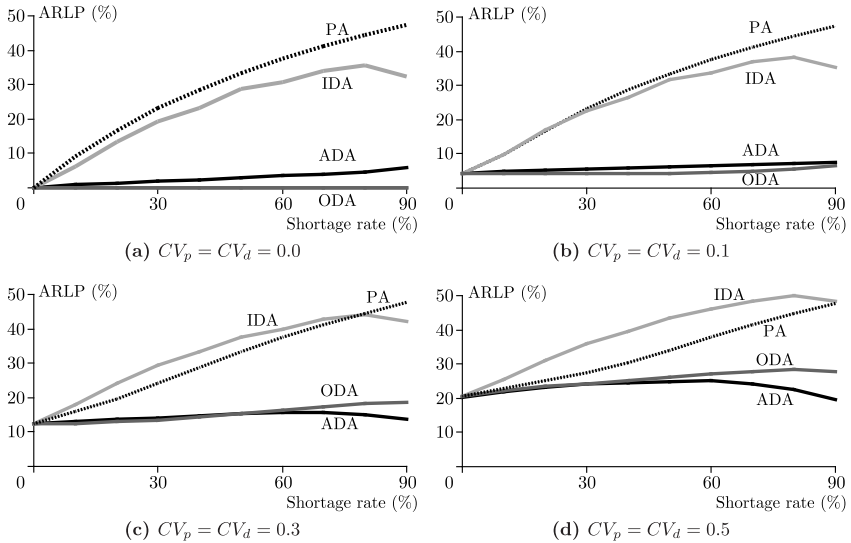 ARLP (%)
50
40
30
20
10
0
PA
IDA
ADA
ODA
30
60
90
Shortage rate (%)
(a) CVp = CVd = 0.0
ARLP (%)
50
40
30
20
10
0
PA
IDA
ADA
ODA
30
60
90
Shortage rate (%)
(b) CVp = CVd = 0.1
ARLP (%)
50
40
30
20
10
0
PA
IDA
ODA
ADA
30
60
90
Shortage rate (%)
(c) CVp = CVd = 0.3
ARLP (%)
50
40
30
20
10
0
IDA
PA
ODA
ADA
30
60
90
Shortage rate (%)
(d) CVp = CVd = 0.5